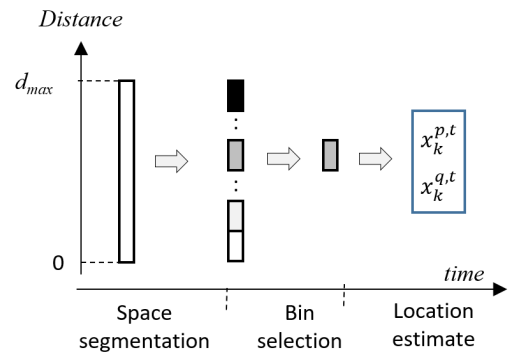 Distance
d_max
0
x_k^{p,t}
x_k^{q,t}
time
Space
segmentation
Bin
selection
Location
estimate